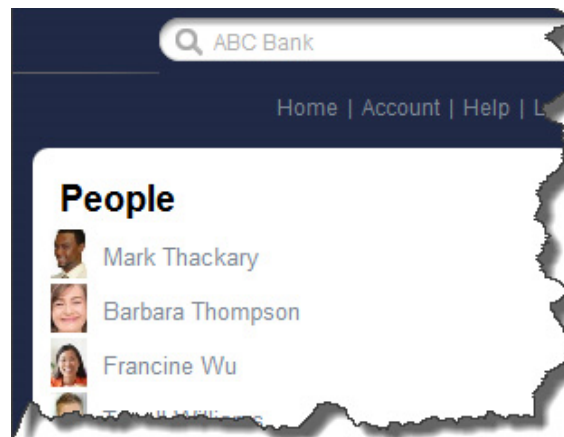 ABC Bank
Home | Account | Help |
People
Mark Thackary
Barbara Thompson
Francine Wu